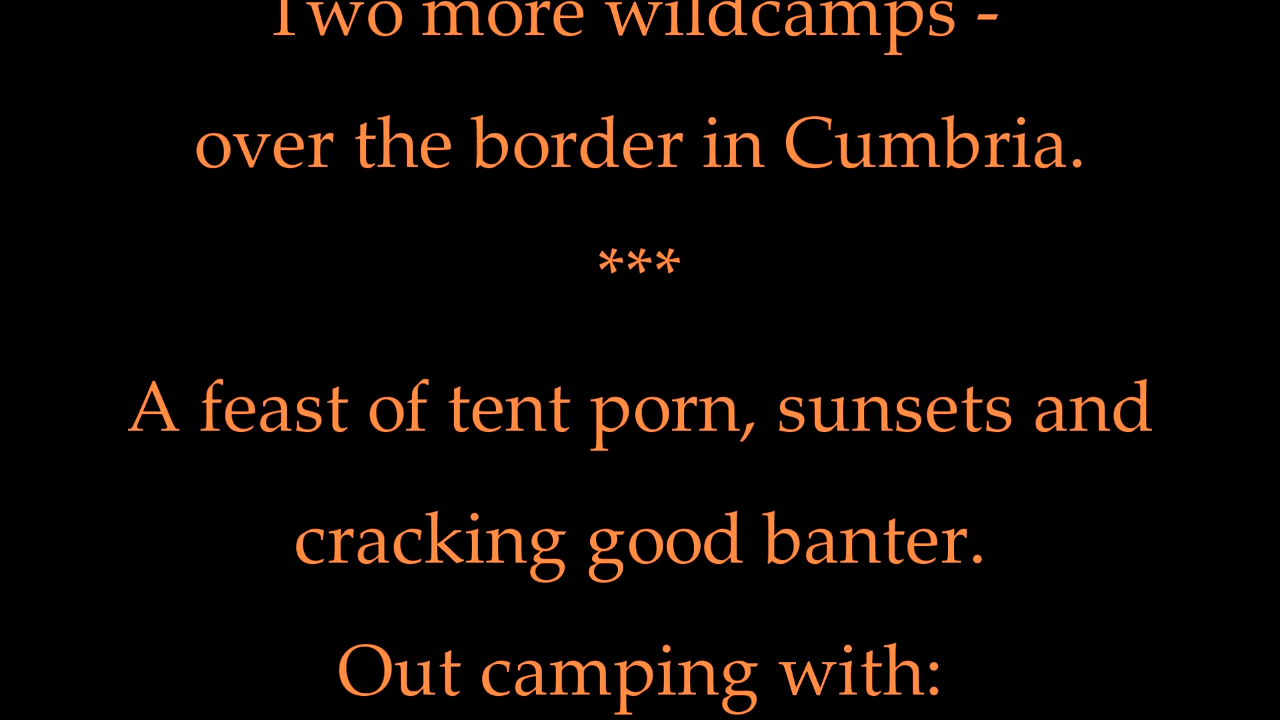 Two more wildcamps -
over the border in Cumbria.
***
A feast of tent porn, sunsets and
cracking good banter.
Out camping with: